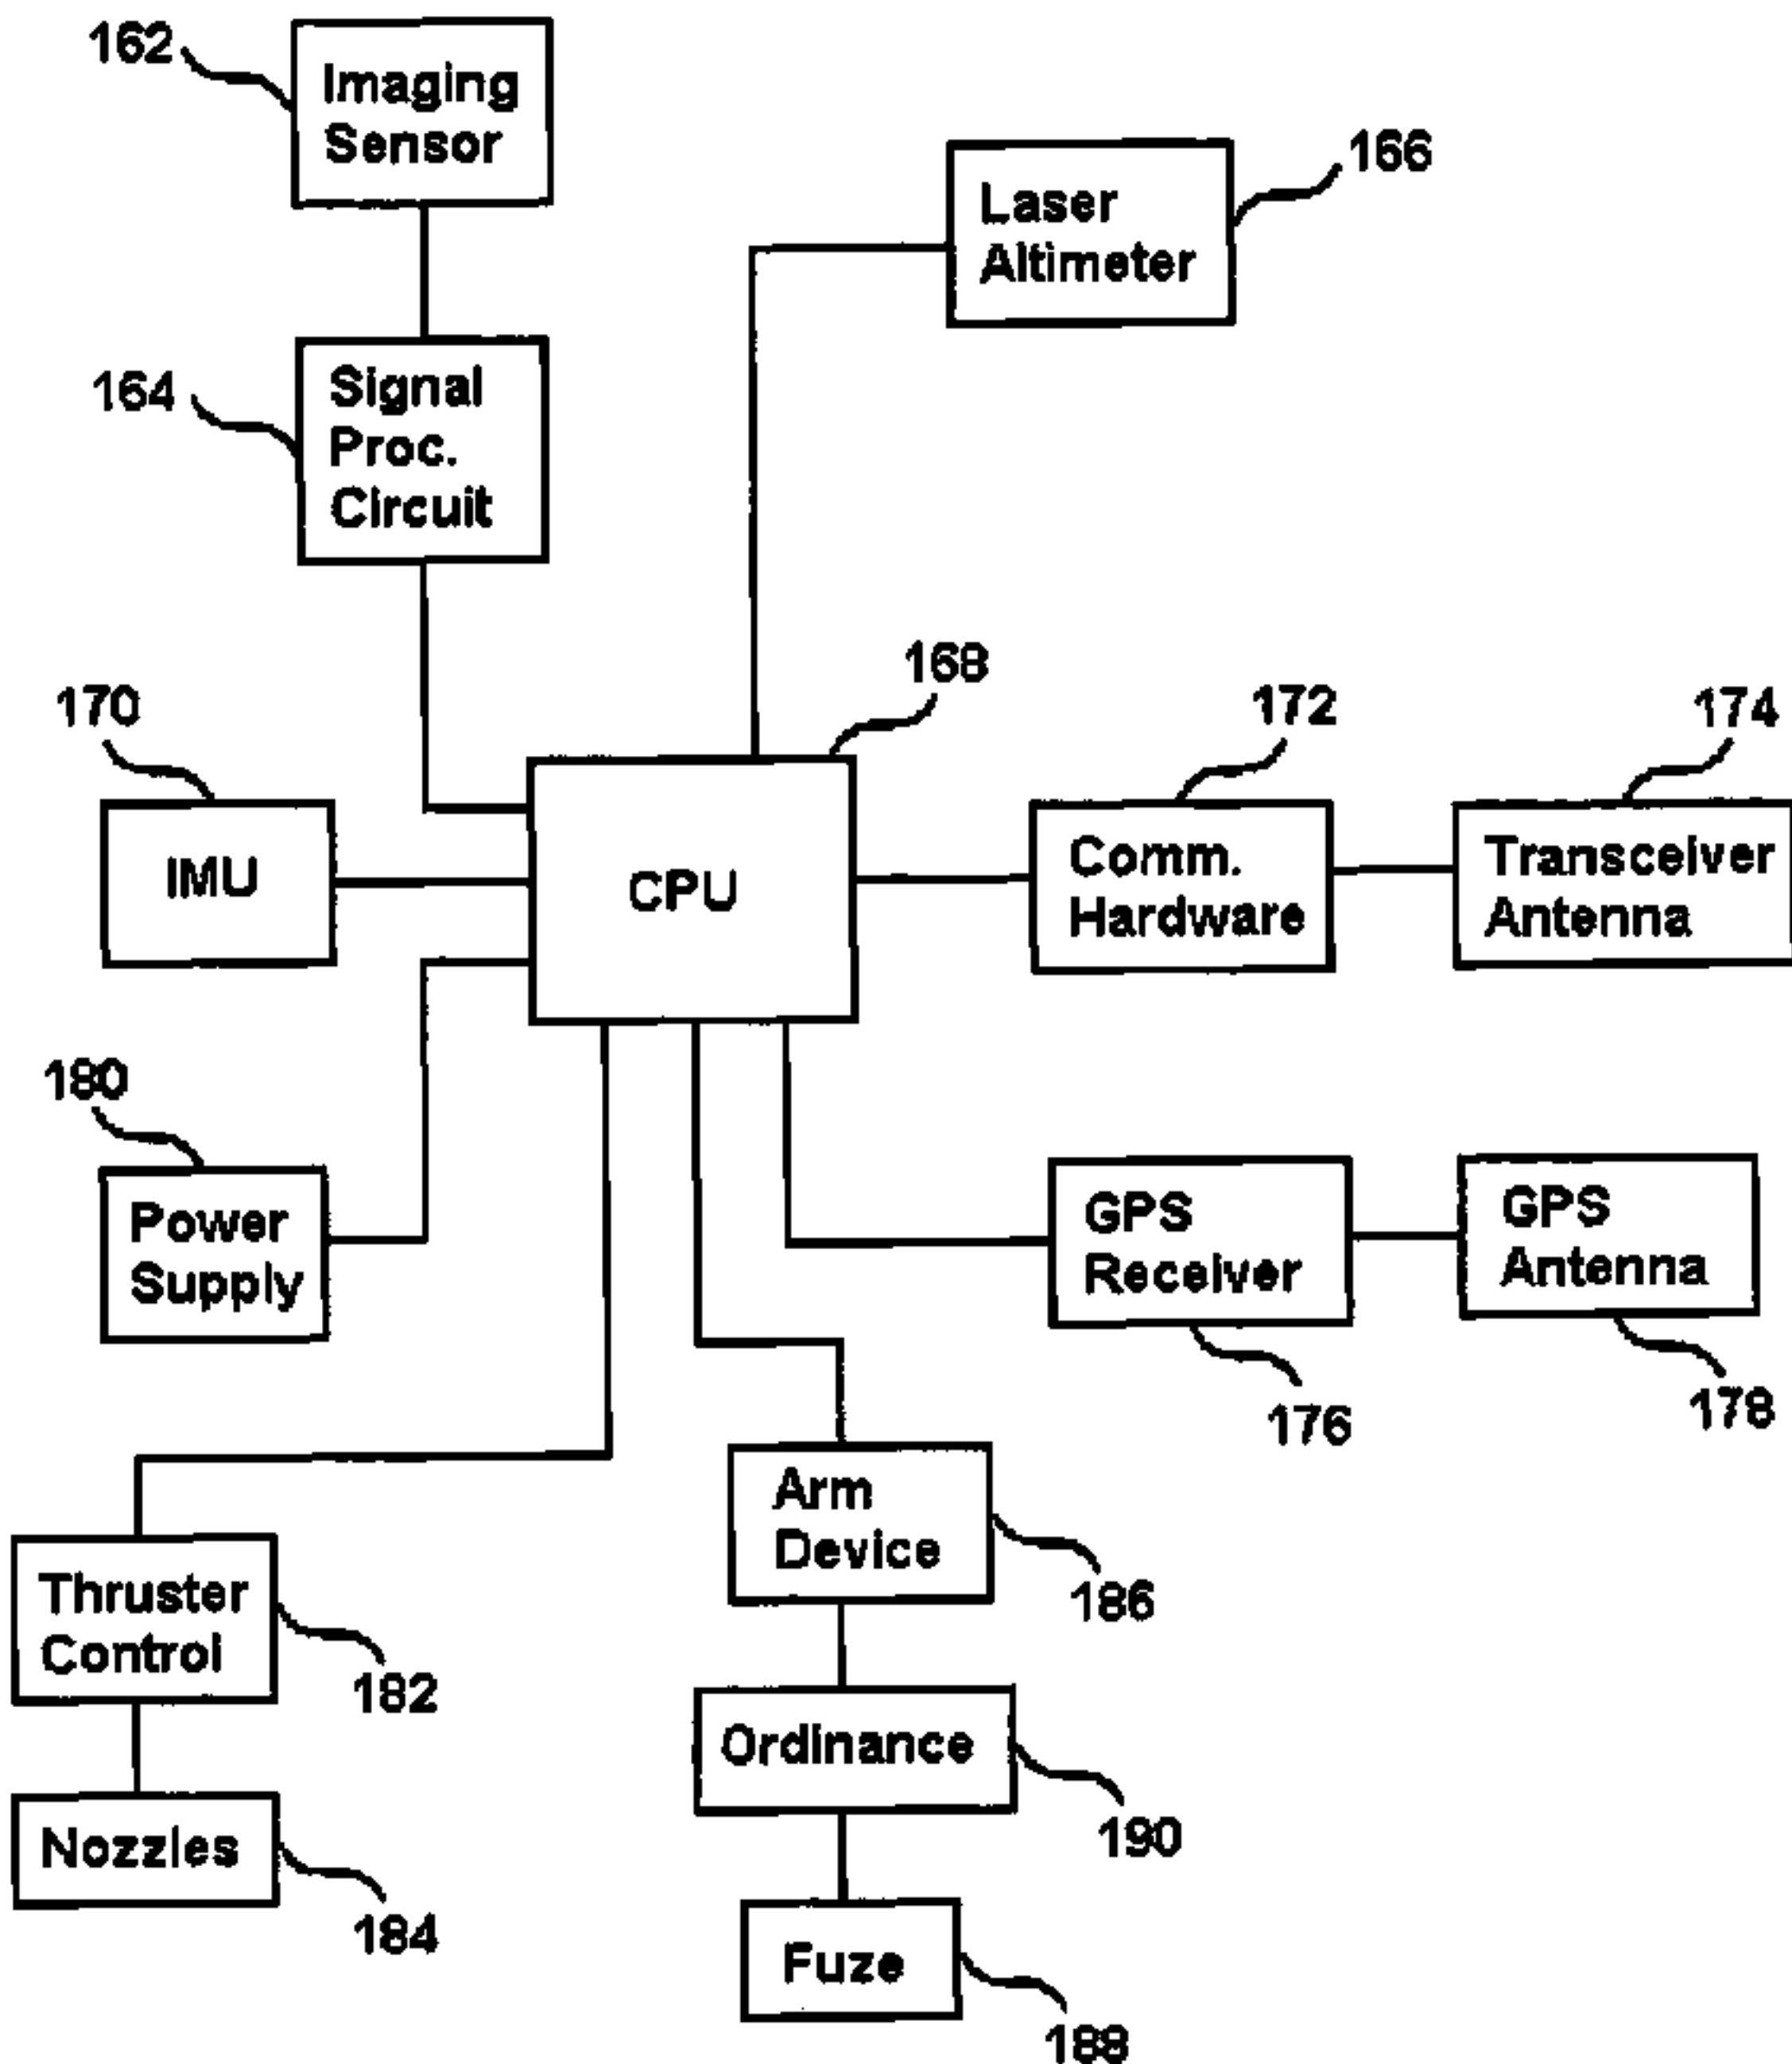 162
Imaging
Sensor
166
Laser
Altimeter
164
Signal
Proc.
Circuit
168
170
172
174
IMU
CPU
Comm.
Hardware
Transceiver
Antenna
180
Power
Supply
GPS
Receiver
GPS
Antenna
176
178
Arm
Device
186
Thruster
Control
182
Ordinance
190
Nozzles
184
Fuze
188